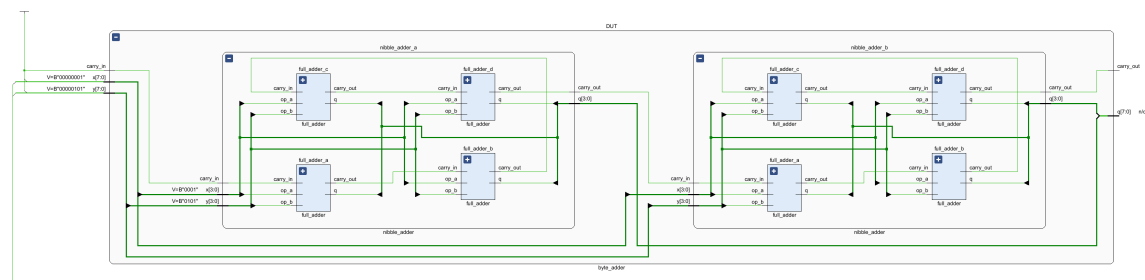 DUT
nibble_adder_a
nibble_adder_b
full_adder_c
full_adder_d
full_adder_c
full_adder_d
carry_in
V=B"00000001" x[7:0]
V=B"00000101" y[7:0]
carry_in carry_out
op_a q
op_b
full_adder
carry_in carry_out
op_a q
op_b
full_adder
carry_out
q[3:0]
carry_in carry_out
op_a q
op_b
full_adder
carry_in carry_out
op_a q
op_b
full_adder
carry_out
q[3:0]
carry_out
q[7:0] n/c
full_adder_a
full_adder_b
full_adder_a
full_adder_b
carry_in
V=B"0001" x[3:0]
V=B"0101" y[3:0]
carry_in carry_out
op_a q
op_b
full_adder
carry_in carry_out
op_a q
op_b
full_adder
carry_in
x[3:0]
y[3:0]
carry_in carry_out
op_a q
op_b
full_adder
carry_in carry_out
op_a q
op_b
full_adder
nibble_adder
nibble_adder
byte_adder